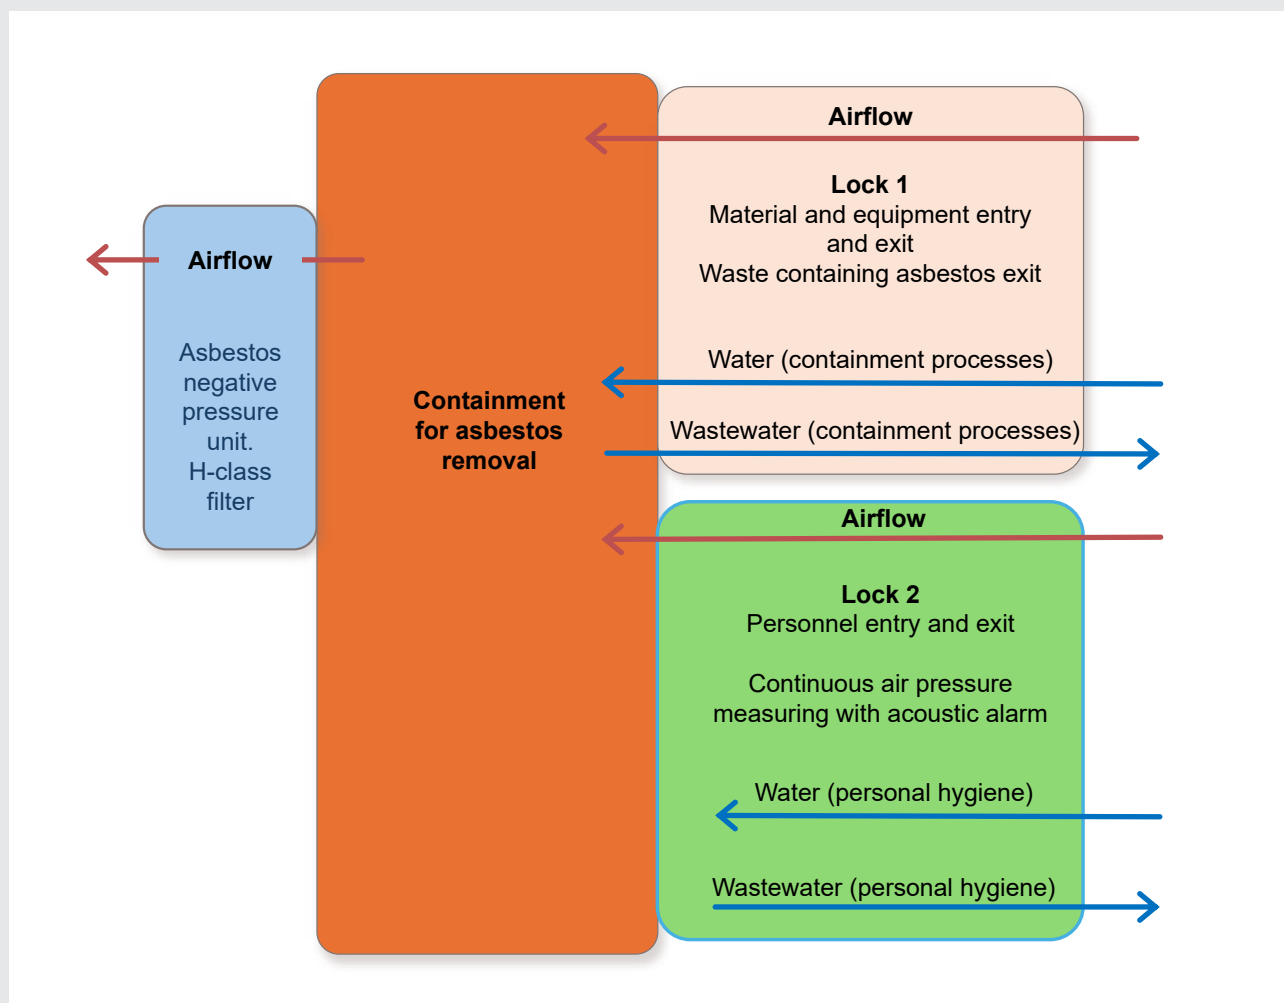 Airflow
Asbestos
negative
pressure
unit.
H-class
filter
Containment
for asbestos
removal
Airflow
Lock 1
Material and equipment entry
and exit
Waste containing asbestos exit
Water (containment processes)
Wastewater (containment processes)
Airflow
Lock 2
Personnel entry and exit
Continuous air pressure
measuring with acoustic alarm
Water (personal hygiene)
Wastewater (personal hygiene)